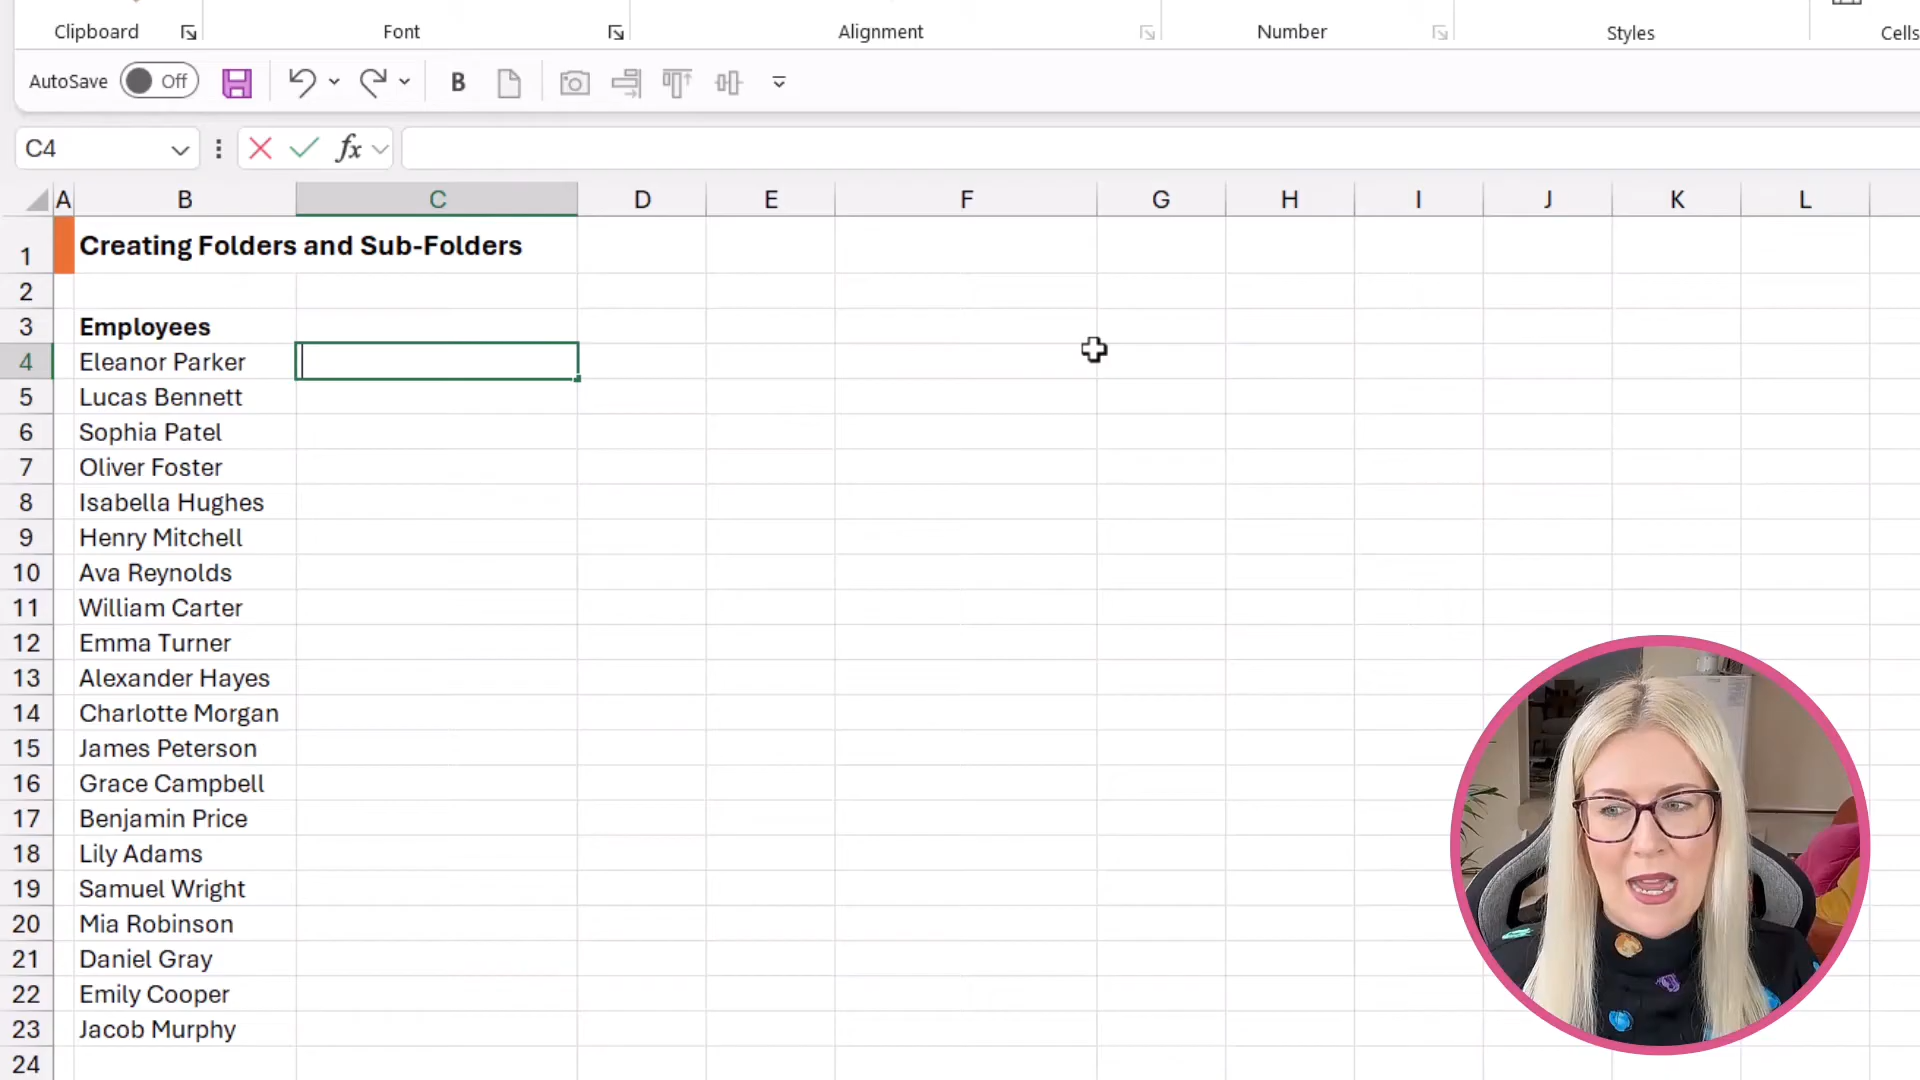 Clipboard Font Alignment Number Styles Cells
AutoSave Off B
C4 fx
A B C D E F G H I J K L
1 Creating Folders and Sub-Folders
2
3 Employees
4 Eleanor Parker
5 Lucas Bennett
6 Sophia Patel
7 Oliver Foster
8 Isabella Hughes
9 Henry Mitchell
10 Ava Reynolds
11 William Carter
12 Emma Turner
13 Alexander Hayes
14 Charlotte Morgan
15 James Peterson
16 Grace Campbell
17 Benjamin Price
18 Lily Adams
19 Samuel Wright
20 Mia Robinson
21 Daniel Gray
22 Emily Cooper
23 Jacob Murphy
24